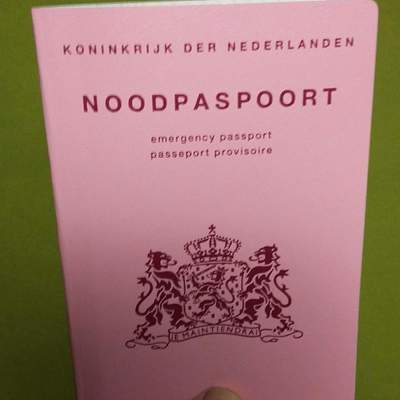 KONINKRIJK DER NEDERLANDEN
NOODPASPOORT
emergency passport
passeport provisoire
JE MAINTIENDRAI